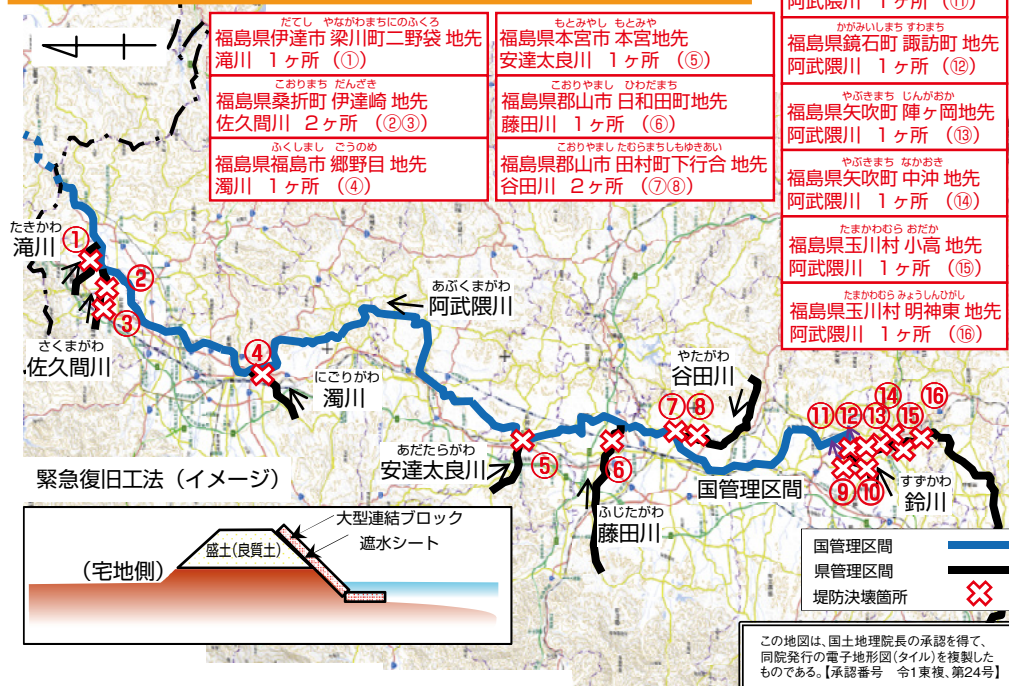 だてし やながわまちにのふくろ
福島県伊達市 梁川町二野袋 地先
滝川 1ヶ所 (①)
こおりまち だんざき
福島県桑折町 伊達崎 地先
佐久間川 2ヶ所 (②③)
ふくしまし ごうのめ
福島県福島市 郷野目 地先
濁川 1ヶ所 (④)
もとみやし もとみや
福島県本宮市 本宮地先
安達太良川 1ヶ所 (⑤)
こおりやまし ひわだまち
福島県郡山市 日和田町地先
藤田川 1ヶ所 (⑥)
こおりやまし たむらまちしもゆきあい
福島県郡山市 田村町下行合 地先
谷田川 2ヶ所 (⑦⑧)
阿武隈川 1ヶ所 (⑪)
かがみいしまち すわまち
福島県鏡石町 諏訪町 地先
阿武隈川 1ヶ所 (⑫)
やぶきまち じんがおか
福島県矢吹町 陣ヶ岡地先
阿武隈川 1ヶ所 (⑬)
やぶきまち なかおき
福島県矢吹町 中沖 地先
阿武隈川 1ヶ所 (⑭)
たまかわむら おだか
福島県玉川村 小高 地先
阿武隈川 1ヶ所 (⑮)
たまかわむら みょうしんひがし
福島県玉川村 明神東 地先
阿武隈川 1ヶ所 (⑯)
たきかわ
滝川
①
②
③
さくまがわ
佐久間川
④
にごりがわ
濁川
あぶくまがわ
阿武隈川
あだたらがわ
安達太良川
⑤
⑥
ふじたがわ
藤田川
やたがわ
谷田川
⑦⑧
国管理区間
⑪⑫⑬⑭⑮⑯
⑨⑩
すずかわ
鈴川
緊急復旧工法(イメージ)
大型連結ブロック
遮水シート
盛土(良質土)
(宅地側)
国管理区間
県管理区間
堤防決壊箇所
この地図は、国土地理院長の承認を得て、
同院発行の電子地形図(タイル)を複製した
ものである。【承認番号 令1東複、第24号】